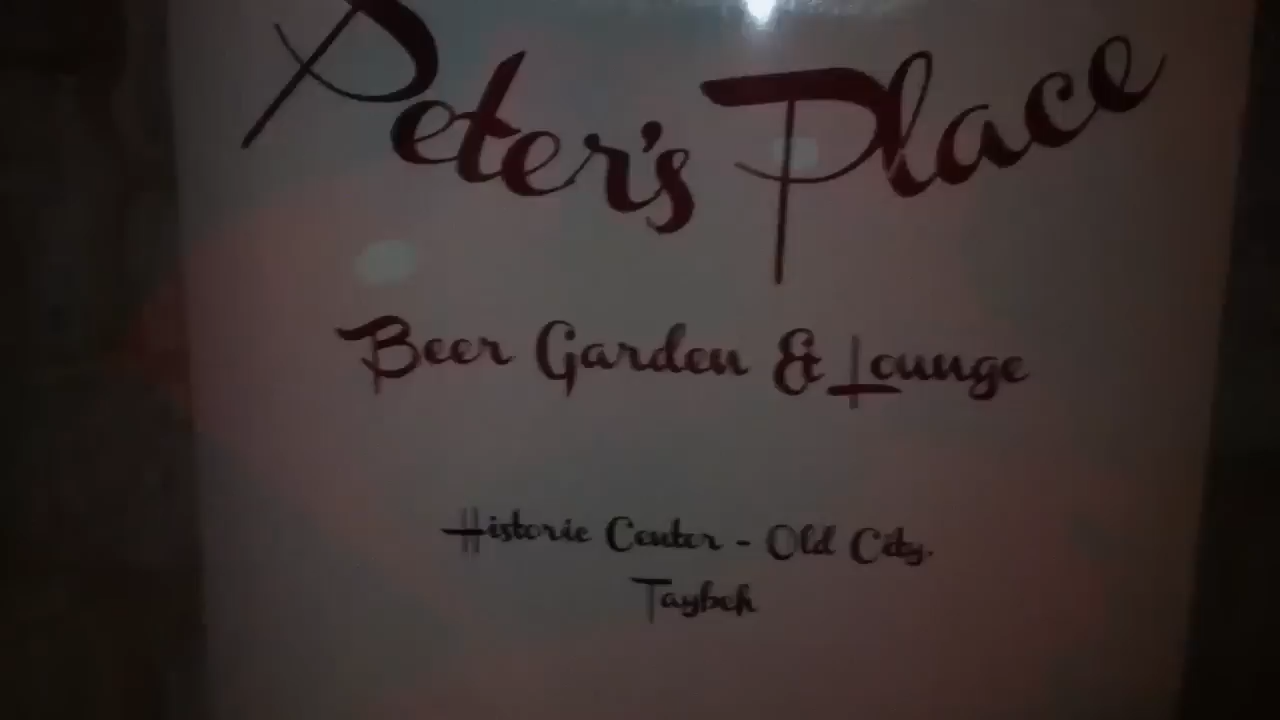 Peter's Place
Beer Garden & Lounge
Historic Center - Old City.
Taybeh